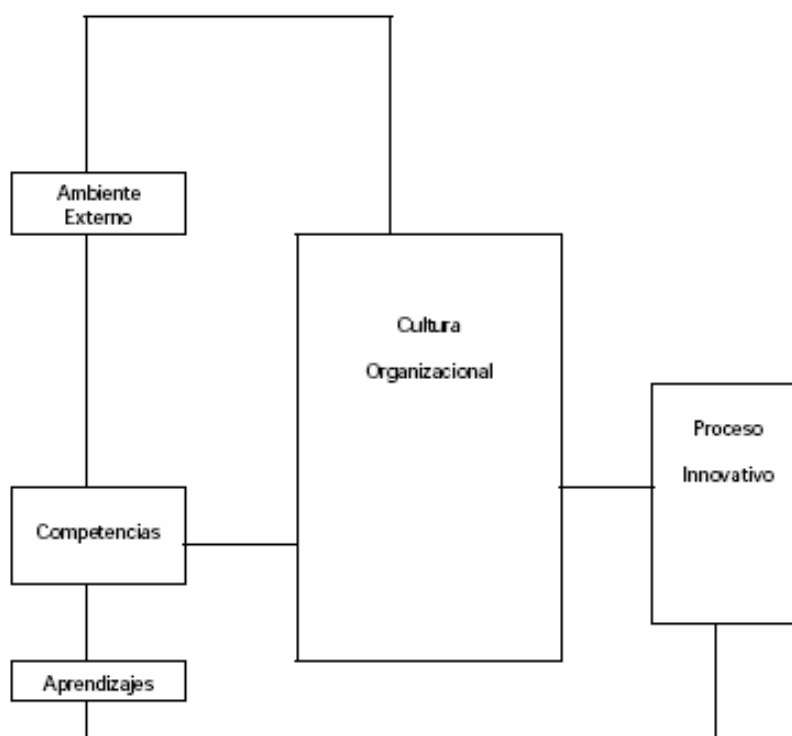 Ambiente
Externo
Cultura
Organizacional
Proceso
Innovativo
Competencias
Aprendizajes